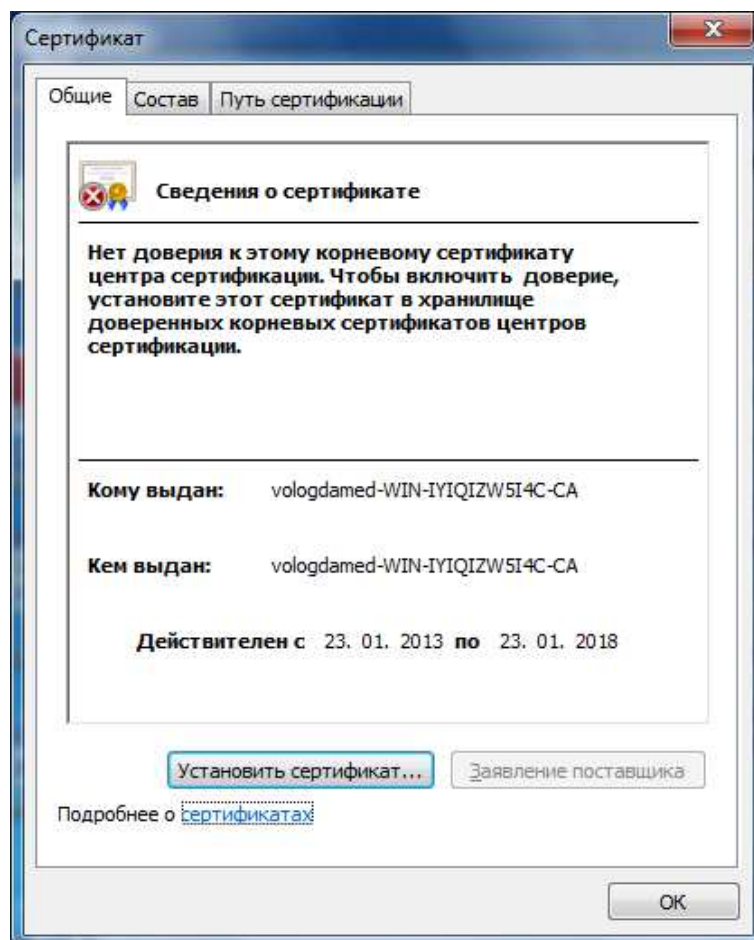 Сертификат
Общие
Состав
Путь сертификации
Сведения о сертификате
Нет доверия к этому корневому сертификату
центра сертификации. Чтобы включить доверие,
установите этот сертификат в хранилище
доверенных корневых сертификатов центров
сертификации.
Кому выдан: vologdamed-WIN-IYIQIZW5I4C-CA
Кем выдан: vologdamed-WIN-IYIQIZW5I4C-CA
Действителен с 23. 01. 2013 по 23. 01. 2018
Установить сертификат...
Заявление поставщика
Подробнее о сертификатах
ОК